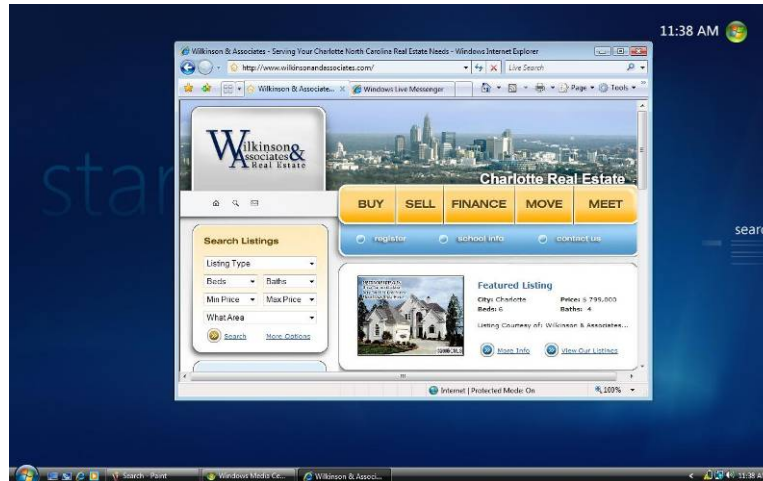 11:38 AM
star
Wilkinson & Associates - Serving Your Charlotte North Carolina Real Estate Needs - Windows Internet Explorer
http://www.wilkinsonandassociates.com/
Live Search
Wilkinson & Associate...
Windows Live Messenger
Page
Tools
Wilkinson &
Associates
Real Estate
Charlotte Real Estate
BUY SELL FINANCE MOVE MEET
register school info contact us
sear
Search Listings
Listing Type
Beds Baths
Min Price Max Price
What Area
Search More Options
Featured Listing
City: Charlotte Price: $ 799,000
Beds: 6 Baths: 4
Listing Courtesy of: Wilkinson & Associates...
More Info View Our Listings
Internet | Protected Mode: On
100%
Search - Paint
Windows Media Ce...
Wilkinson & Associ...
11:38 A